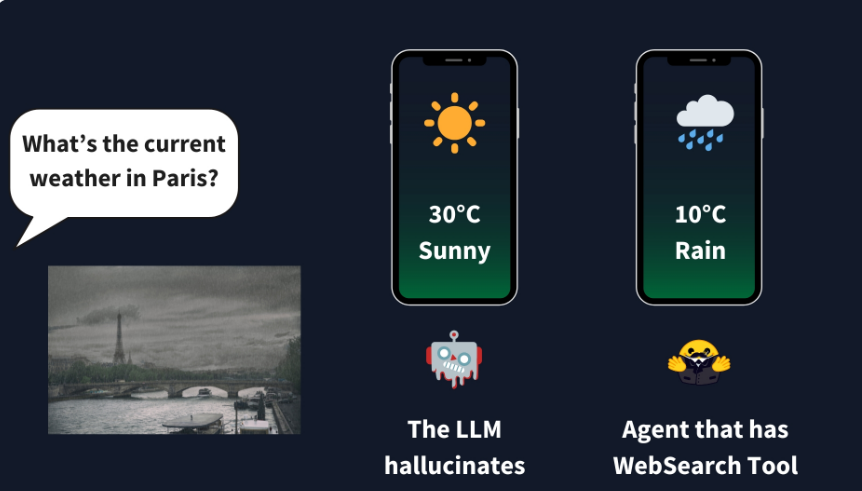 What’s the current
weather in Paris?
30°C
Sunny
10°C
Rain
The LLM
hallucinates
Agent that has
WebSearch Tool